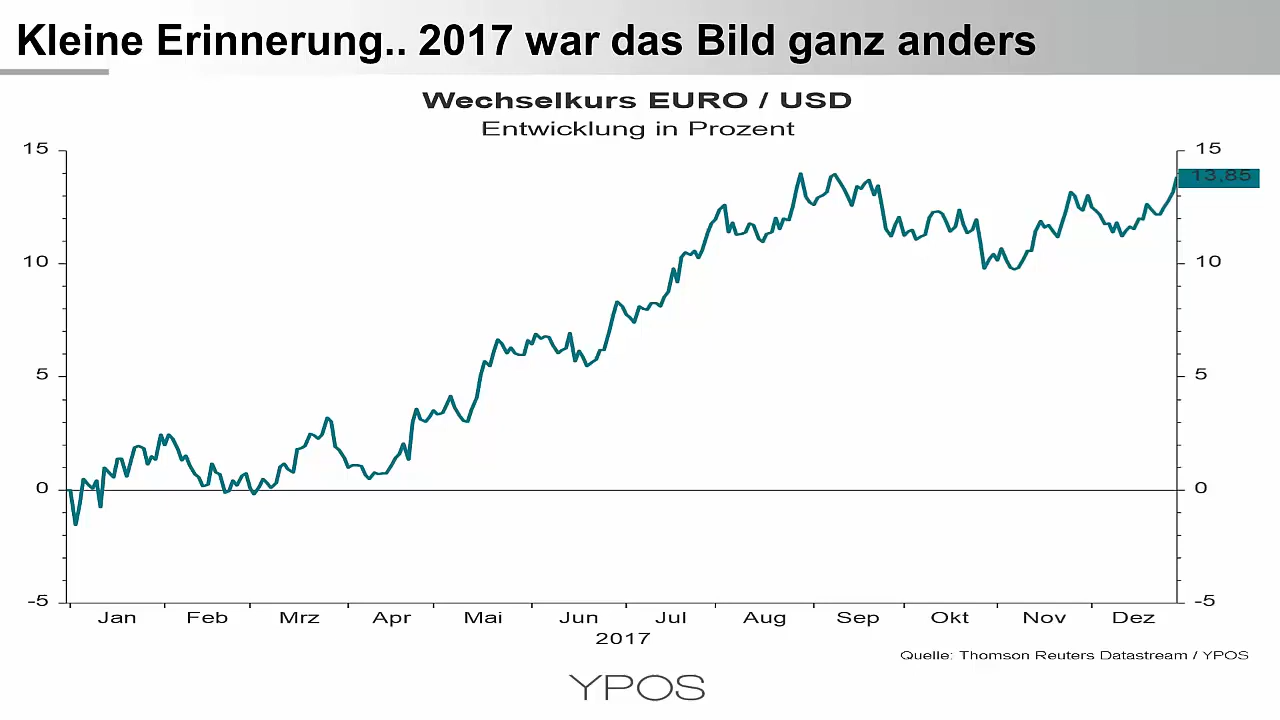 Kleine Erinnerung.. 2017 war das Bild ganz anders
Wechselkurs EURO / USD
Entwicklung in Prozent
15 15
13,85
10 10
5 5
0 0
-5 -5
Jan Feb Mrz Apr Mai Jun Jul Aug Sep Okt Nov Dez
2017
Quelle: Thomson Reuters Datastream / YPOS
YPOS